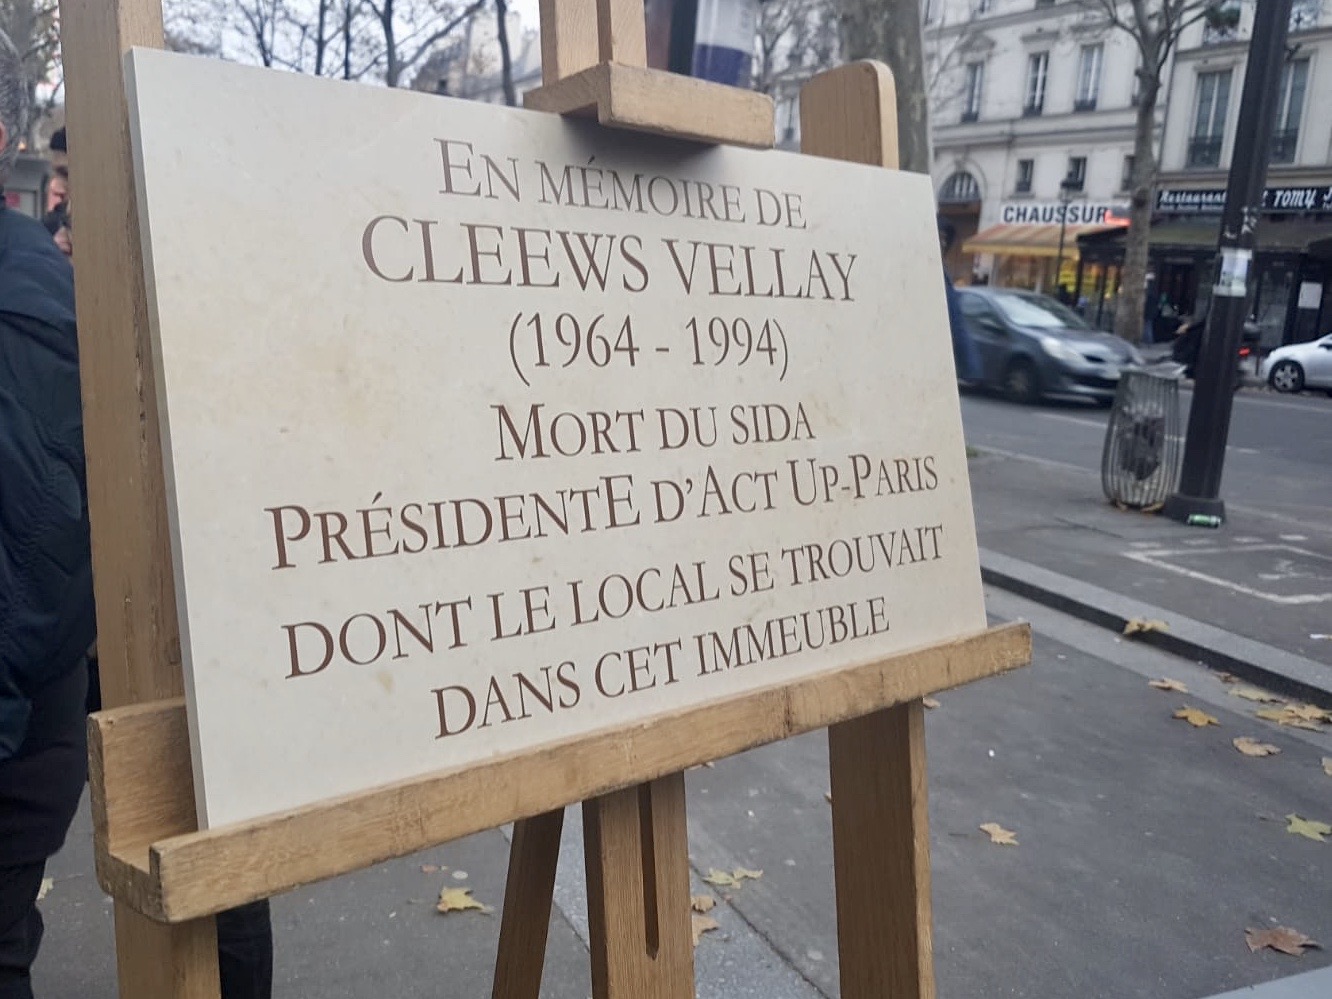 En mémoire de
CLEEWS VELLAY
(1964 - 1994)
Mort du sida
PrésidentE d'Act Up-Paris
dont le local se trouvait
dans cet immeuble
CHAUSSUR
Restaurant
TOMY